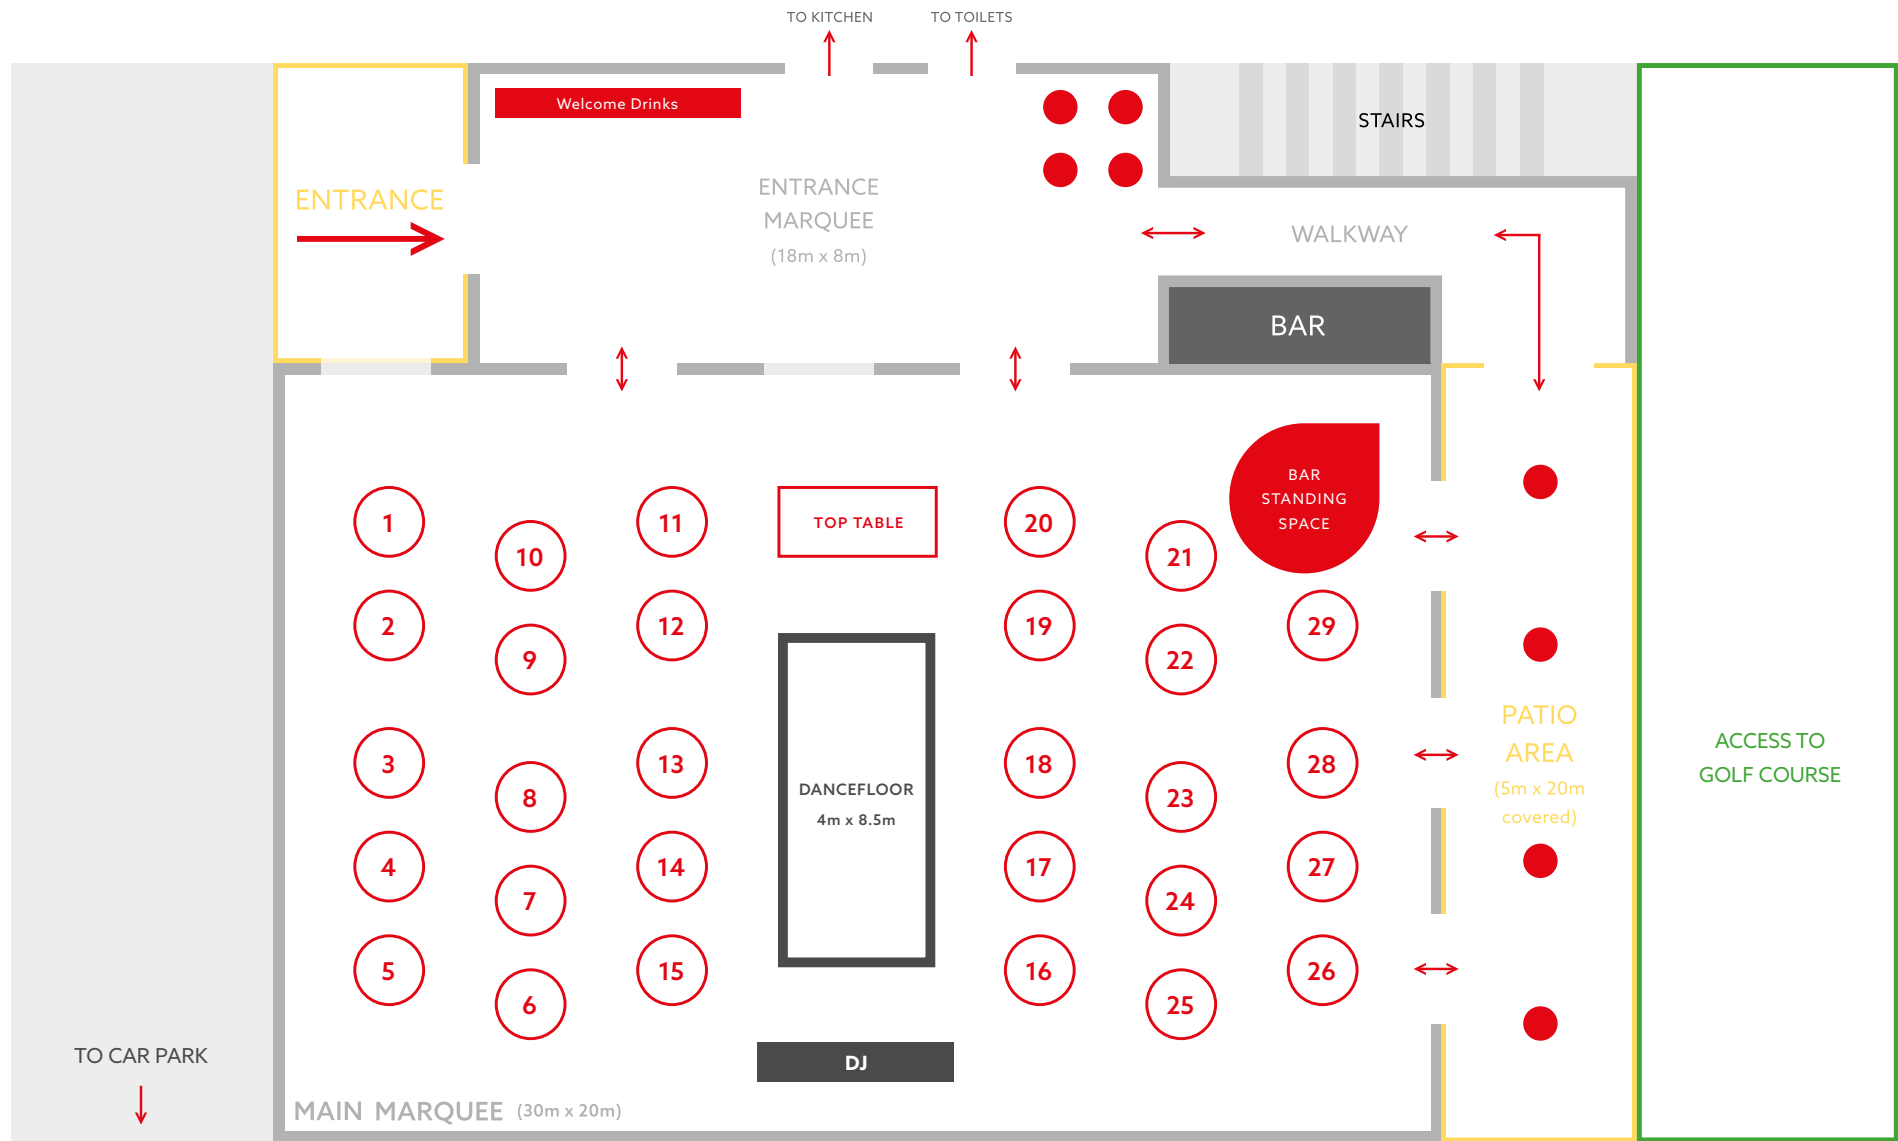 TO KITCHEN
TO TOILETS
Welcome Drinks
STAIRS
ENTRANCE
ENTRANCE
MARQUEE
(18m x 8m)
WALKWAY
BAR
BAR
STANDING
SPACE
1
2
3
4
5
10
9
8
7
6
11
12
13
14
15
TOP TABLE
DANCEFLOOR
4m x 8.5m
DJ
20
19
18
17
16
21
22
23
24
25
29
28
27
26
PATIO
AREA
(5m x 20m
covered)
ACCESS TO
GOLF COURSE
TO CAR PARK
MAIN MARQUEE (30m x 20m)